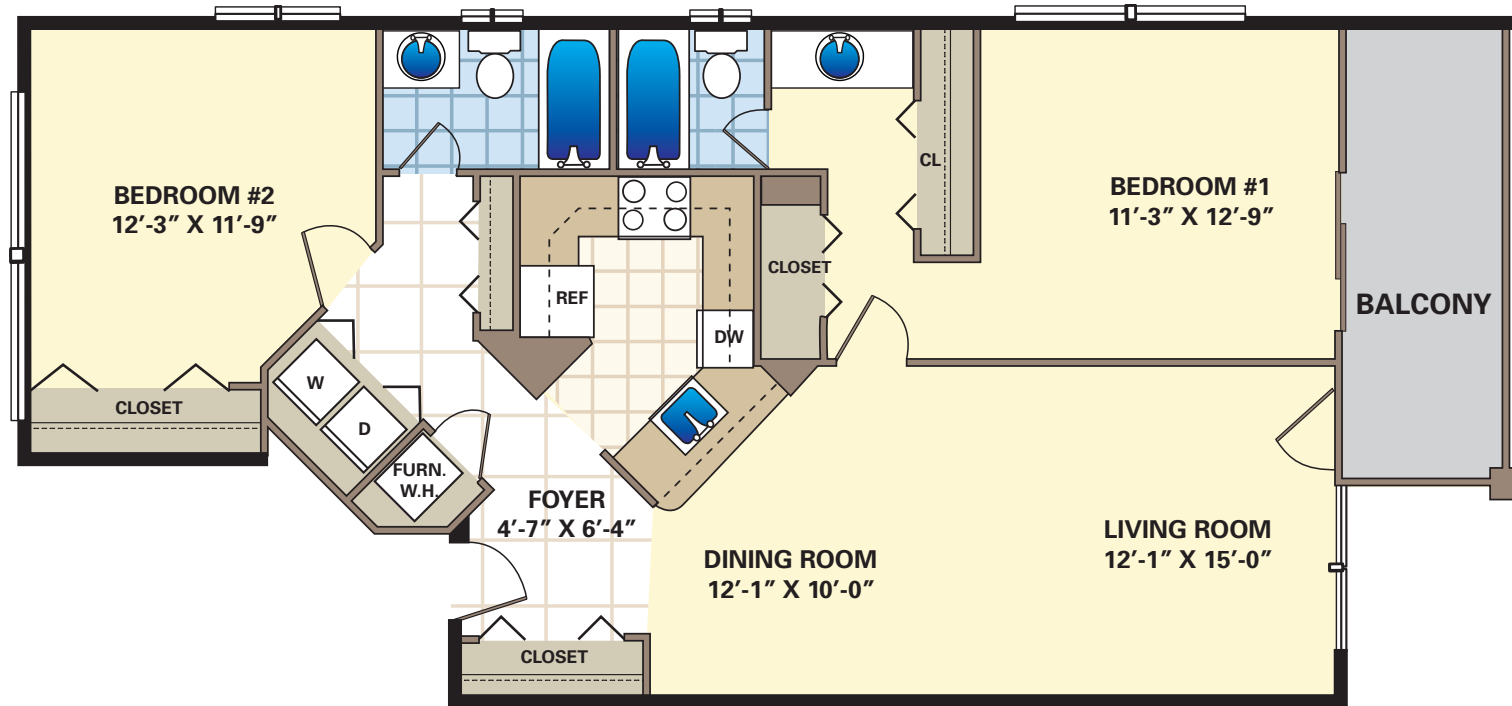 BEDROOM #2
12’-3” X 11’-9”
CL
BEDROOM #1
11’-3” X 12’-9”
CLOSET
REF
BALCONY
DW
W
CLOSET
D
FURN.
W.H.
FOYER
4’-7” X 6’-4”
DINING ROOM
12’-1” X 10’-0”
LIVING ROOM
12’-1” X 15’-0”
CLOSET